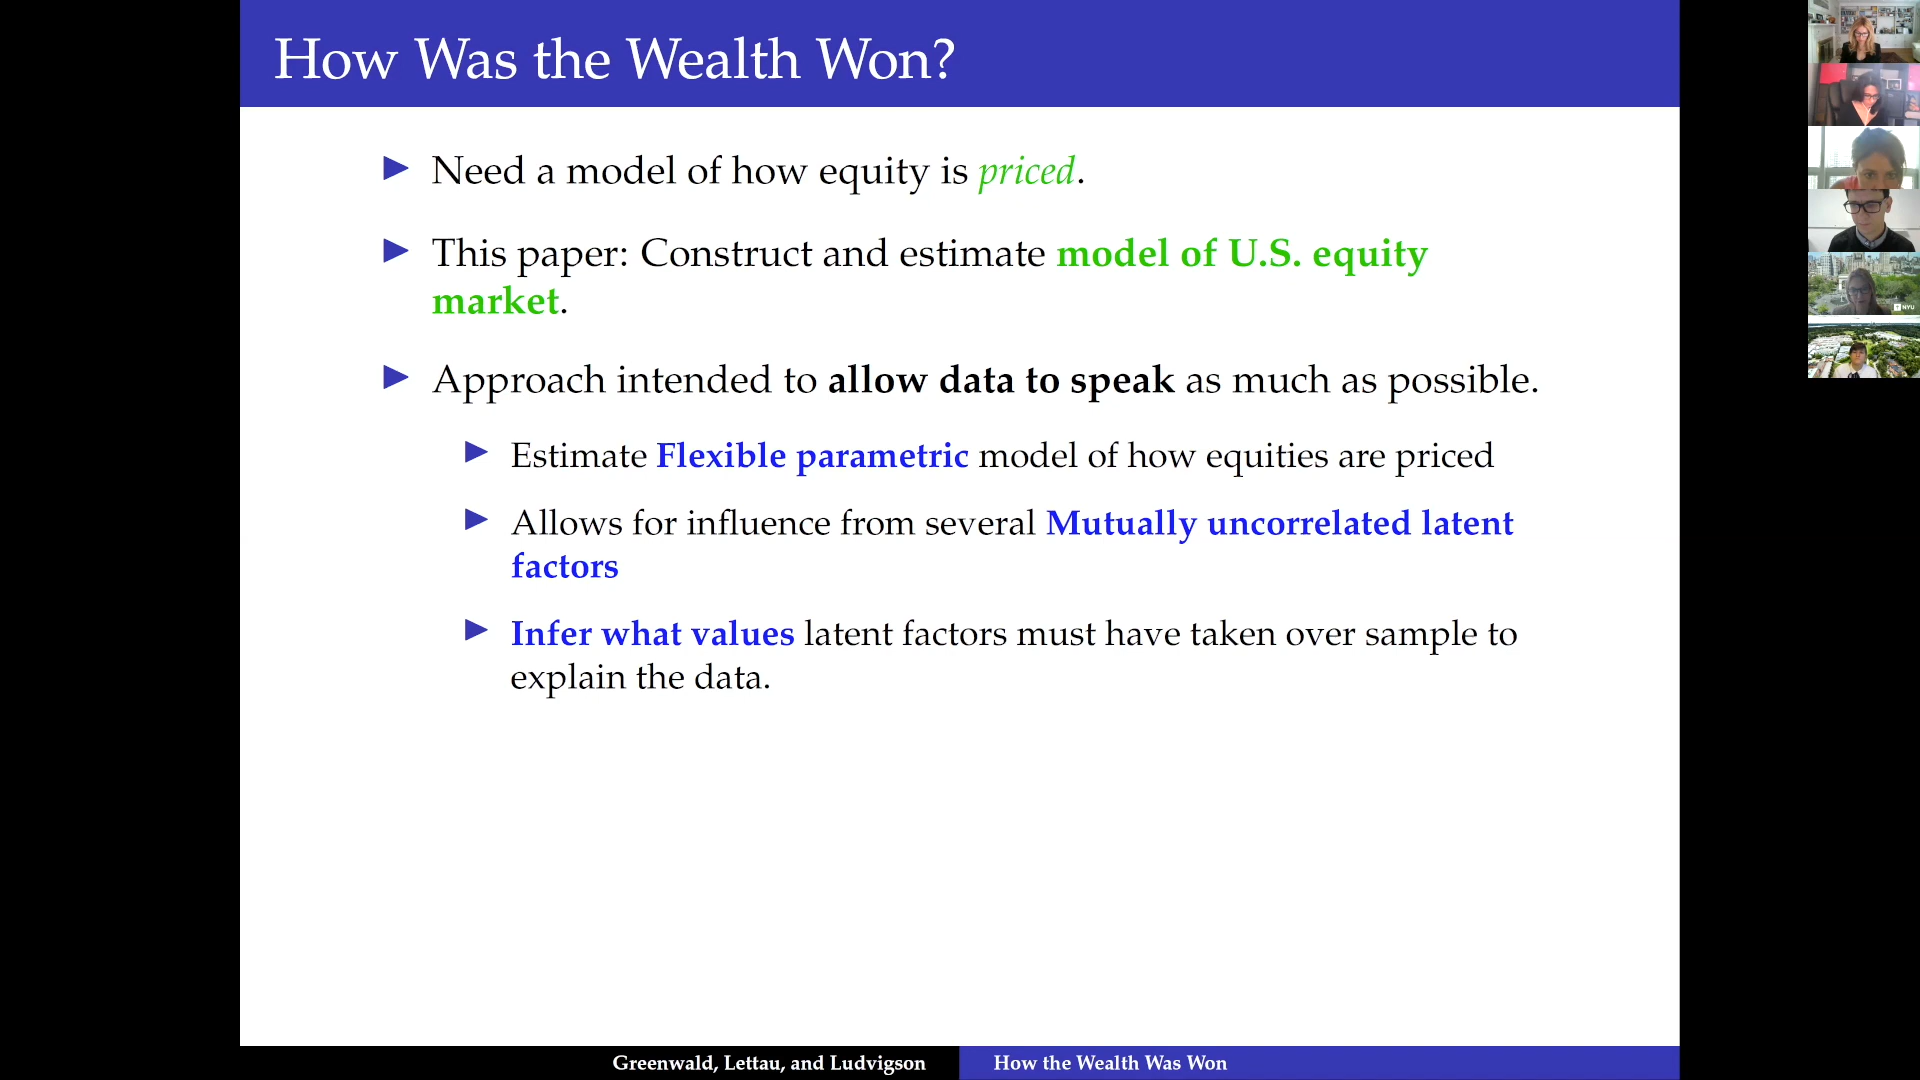 How Was the Wealth Won?
Need a model of how equity is priced.
This paper: Construct and estimate model of U.S. equity
market.
Approach intended to allow data to speak as much as possible.
Estimate Flexible parametric model of how equities are priced
Allows for influence from several Mutually uncorrelated latent
factors
Infer what values latent factors must have taken over sample to
explain the data.
NYU
Greenwald, Lettau, and Ludvigson
How the Wealth Was Won